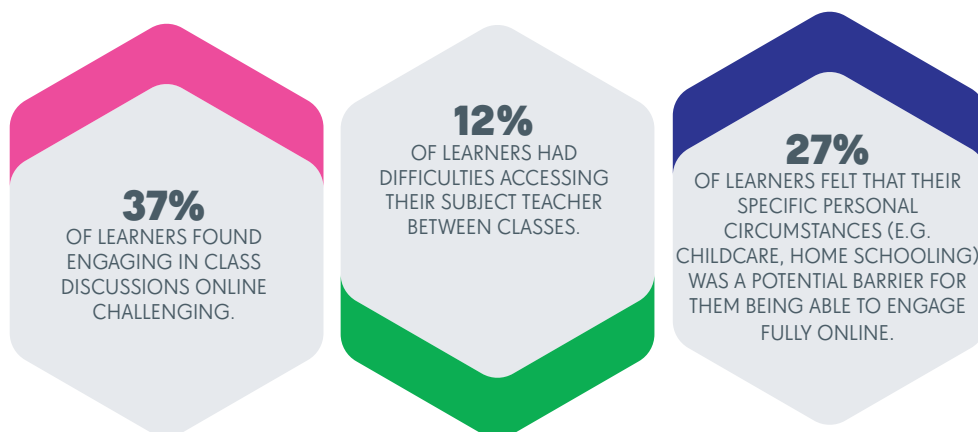 37%
OF LEARNERS FOUND
ENGAGING IN CLASS
DISCUSSIONS ONLINE
CHALLENGING.
12%
OF LEARNERS HAD
DIFFICULTIES ACCESSING
THEIR SUBJECT TEACHER
BETWEEN CLASSES.
27%
OF LEARNERS FELT THAT THEIR
SPECIFIC PERSONAL
CIRCUMSTANCES (E.G.
CHILDCARE, HOME SCHOOLING)
WAS A POTENTIAL BARRIER FOR
THEM BEING ABLE TO ENGAGE
FULLY ONLINE.